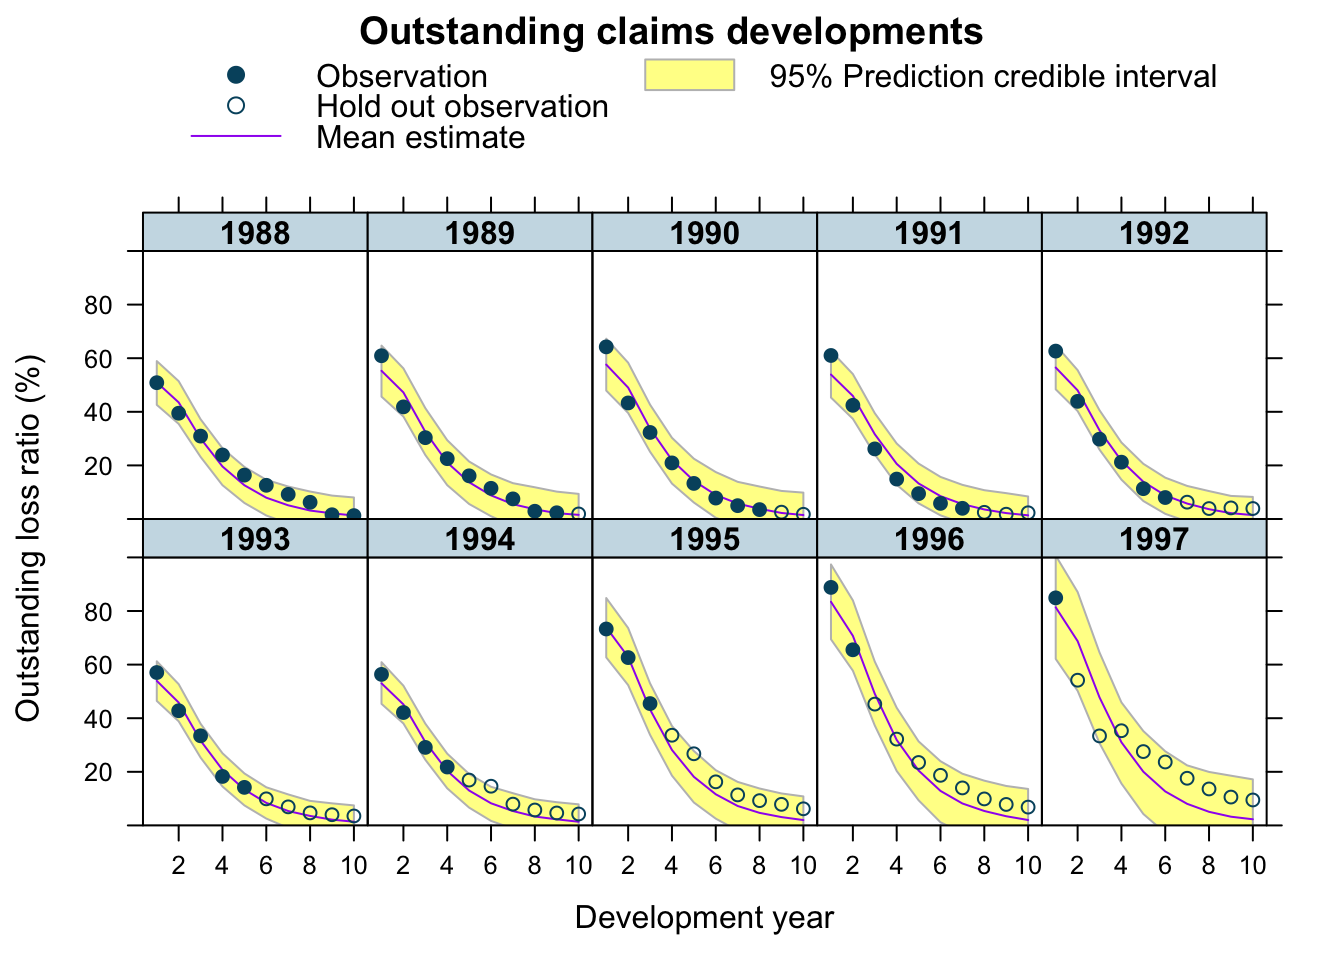 Outstanding claims developments
Observation
Hold out observation
Mean estimate
95% Prediction credible interval
1988 1989 1990 1991 1992
80
60
40
20
1993 1994 1995 1996 1997
80
60
40
20
2 4 6 8 10 2 4 6 8 10 2 4 6 8 10 2 4 6 8 10 2 4 6 8 10
Outstanding loss ratio (%)
Development year